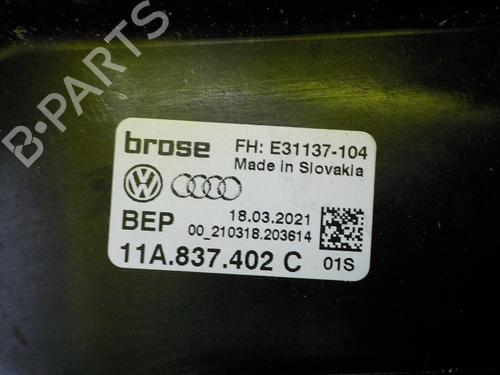 brose FH: E31137-104
Made in Slovakia
BEP 18.03.2021
00_210318.203614
11A.837.402 C 01S
B-PARTS